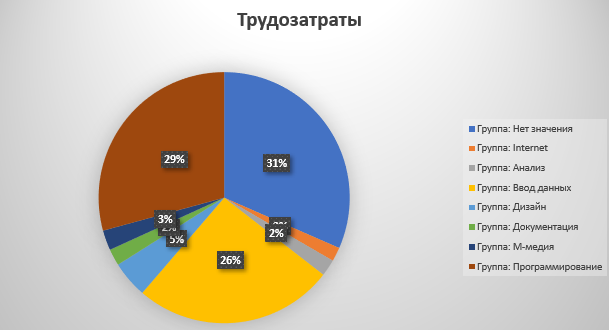 Трудозатраты
31%
2%
26%
5%
3%
29%
Группа: Нет значения
Группа: Internet
Группа: Анализ
Группа: Ввод данных
Группа: Дизайн
Группа: Документация
Группа: М-медия
Группа: Программирование